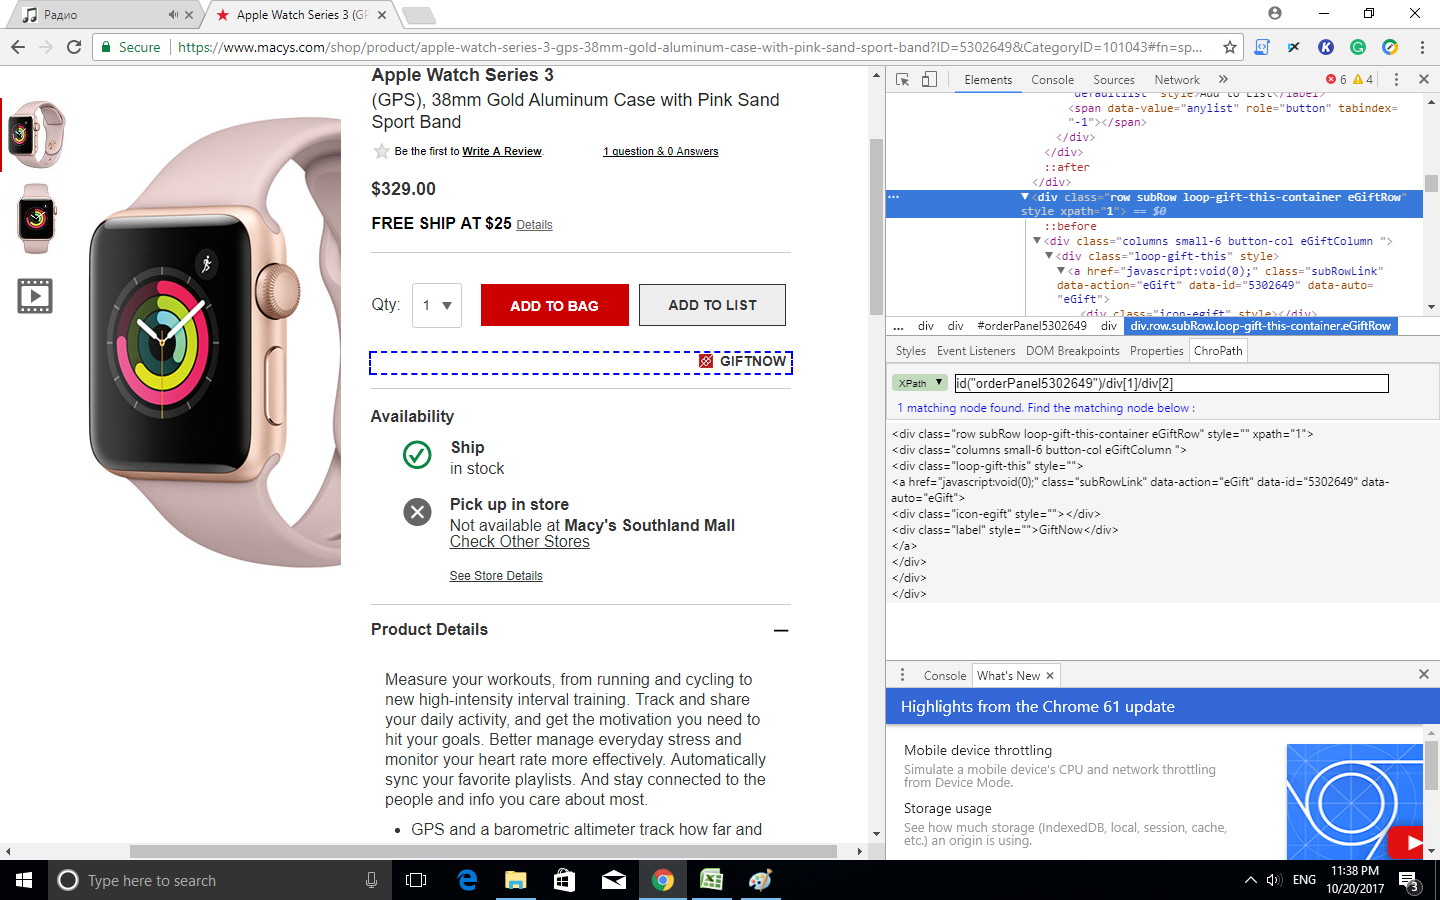 Радио
Apple Watch Series 3 (GF
Secure
https://www.macys.com/shop/product/apple-watch-series-3-gps-38mm-gold-aluminum-case-with-pink-sand-sport-band?ID=5302649&CategoryID=101043#fn=sp...
Apple Watch Series 3
(GPS), 38mm Gold Aluminum Case with Pink Sand
Sport Band
Be the first to Write A Review.
1 question & 0 Answers
$329.00
FREE SHIP AT $25 Details
Qty:
1
ADD TO BAG
ADD TO LIST
GIFTNOW
Availability
Ship
in stock
Pick up in store
Not available at Macy's Southland Mall
Check Other Stores
See Store Details
Product Details
Measure your workouts, from running and cycling to
new high-intensity interval training. Track and share
your daily activity, and get the motivation you need to
hit your goals. Better manage everyday stress and
monitor your heart rate more effectively. Automatically
sync your favorite playlists. And stay connected to the
people and info you care about most.
• GPS and a barometric altimeter track how far and
Elements Console Sources Network » 6 4
defaultlist" style>Add to List</label>
<span data-value="anylist" role="button" tabindex=
"-1"></span>
</div>
</div>
::after
</div>
... <div class="row subRow loop-gift-this-container eGiftRow"
style xpath="1"> == $0
::before
<div class="columns small-6 button-col eGiftColumn ">
<div class="loop-gift-this" style>
<a href="javascript:void(0);" class="subRowLink"
data-action="eGift" data-id="5302649" data-auto=
"eGift">
<div class="icon-egift" style></div>
... div div #orderPanel5302649 div div.row.subRow.loop-gift-this-container.eGiftRow
Styles Event Listeners DOM Breakpoints Properties ChroPath
XPath
id("orderPanel5302649")/div[1]/div[2]
1 matching node found. Find the matching node below :
<div class="row subRow loop-gift-this-container eGiftRow" style="" xpath="1">
<div class="columns small-6 button-col eGiftColumn ">
<div class="loop-gift-this" style="">
<a href="javascript:void(0);" class="subRowLink" data-action="eGift" data-id="5302649" data-
auto="eGift">
<div class="icon-egift" style=""></div>
<div class="label" style="">GiftNow</div>
</a>
</div>
</div>
</div>
Console What's New
Highlights from the Chrome 61 update
Mobile device throttling
Simulate a mobile device's CPU and network throttling
from Device Mode.
Storage usage
See how much storage (IndexedDB, local, session, cache,
etc.) an origin is using.
Type here to search
ENG
11:38 PM
10/20/2017
3